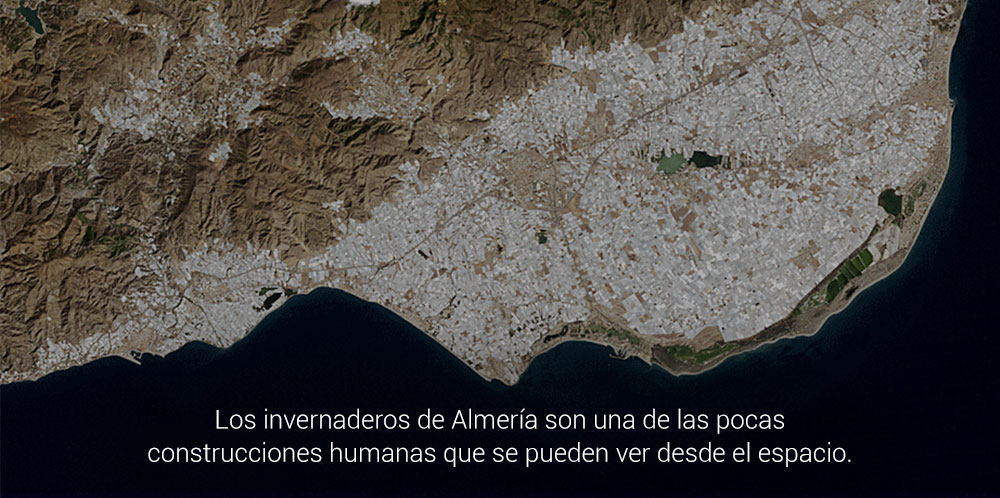 Los invernaderos de Almería son una de las pocas
construcciones humanas que se pueden ver desde el espacio.